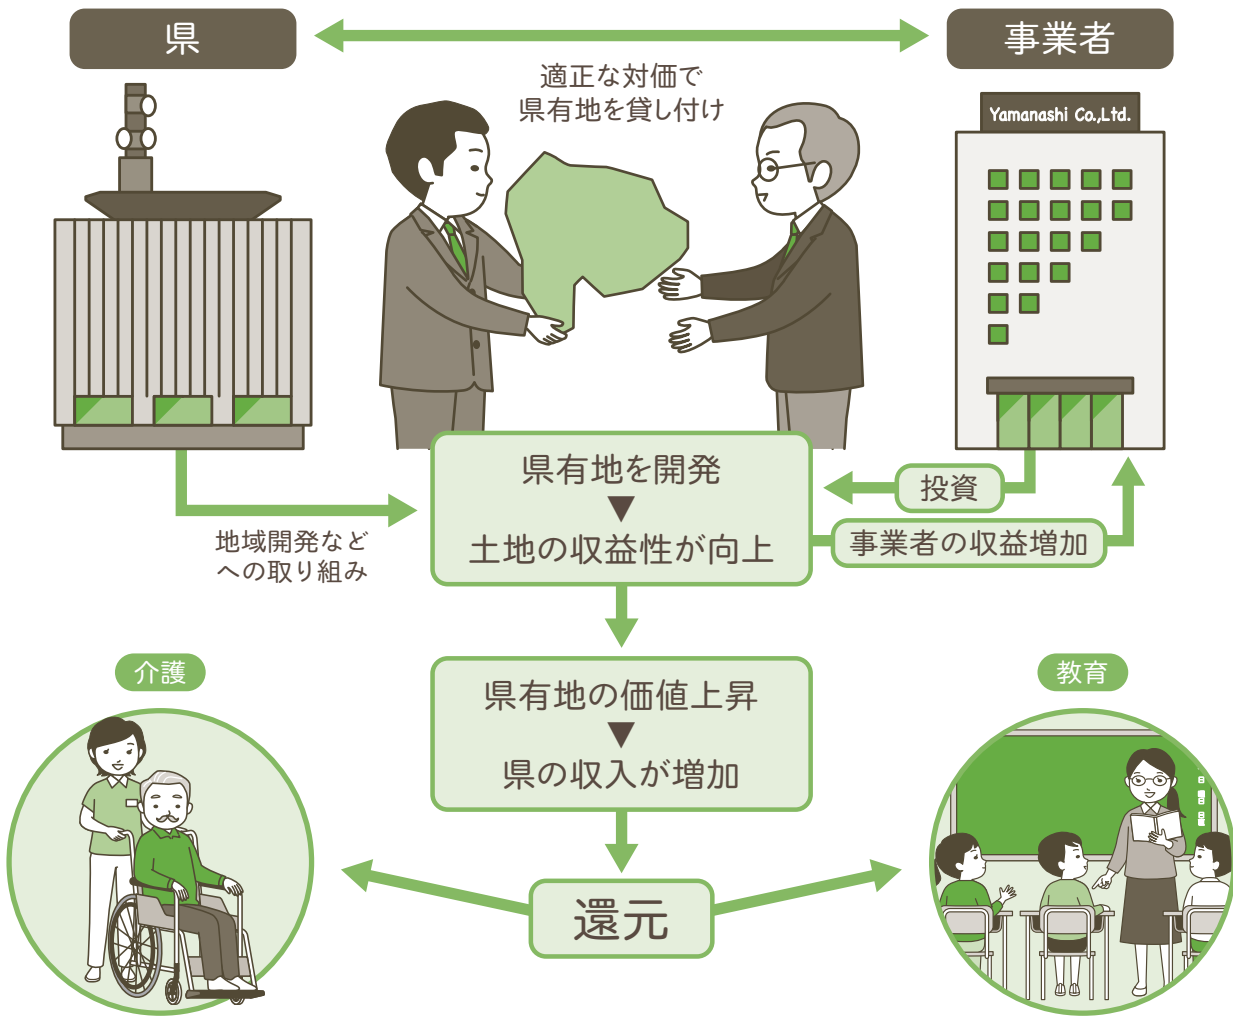 県
事業者
適正な対価で
県有地を貸し付け
Yamanashi Co.,Ltd.
県有地を開発
▼
土地の収益性が向上
投資
事業者の収益増加
地域開発など
への取り組み
県有地の価値上昇
▼
県の収入が増加
介護
教育
還元